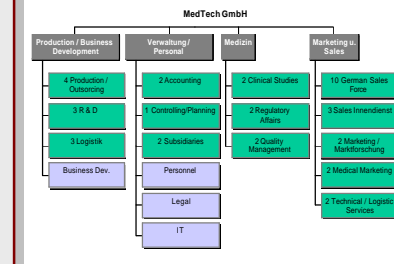 MedTech GmbH
Production / Business
Development
Verwaltung /
Personal
Medizin
Marketing u.
Sales
4 Production /
Outsorcing
3 R & D
3 Logistik
Business Dev.
2 Accounting
1 Controlling/Planning
2 Subsidiaries
Personnel
Legal
IT
2 Clinical Studies
2 Regulatory
Affairs
2 Quality
Management
10 German Sales
Force
3 Sales Innendienst
2 Marketing /
Marktforschung
2 Medical Marketing
2 Technical / Logistic
Services